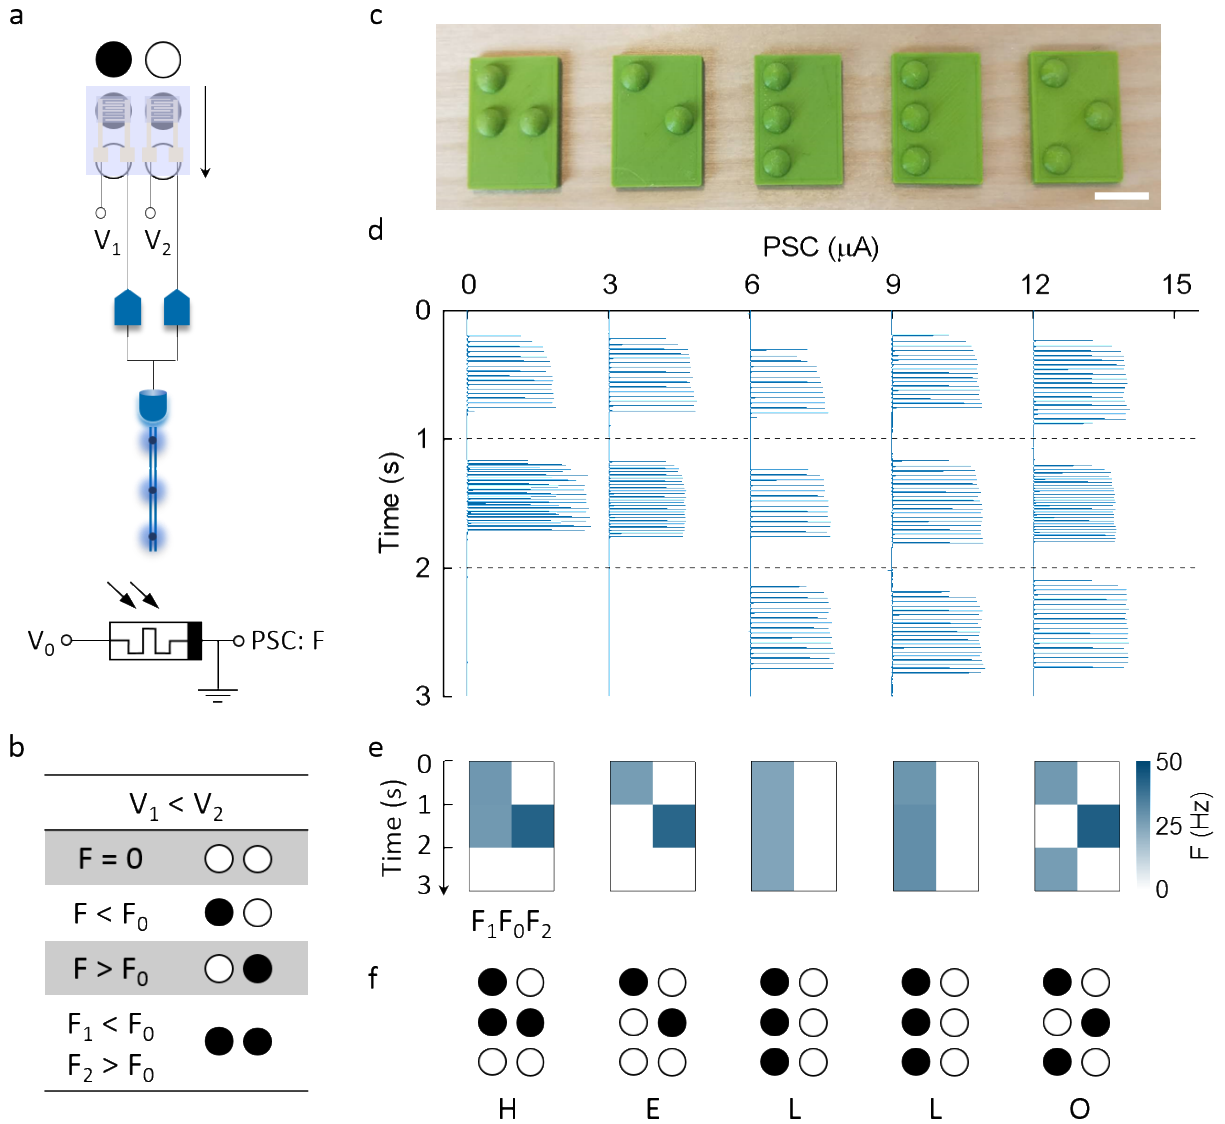 a
V₁ V₂
V₀ PSC: F
b
V₁ < V₂
F = 0
F < F₀
F > F₀
F₁ < F₀
F₂ > F₀
c
d
PSC (μA)
0 3 6 9 12 15
Time (s)
0
1
2
3
e
Time (s)
0
1
2
3
F₁F₀F₂
50
25
0
F (Hz)
f
H E L L O